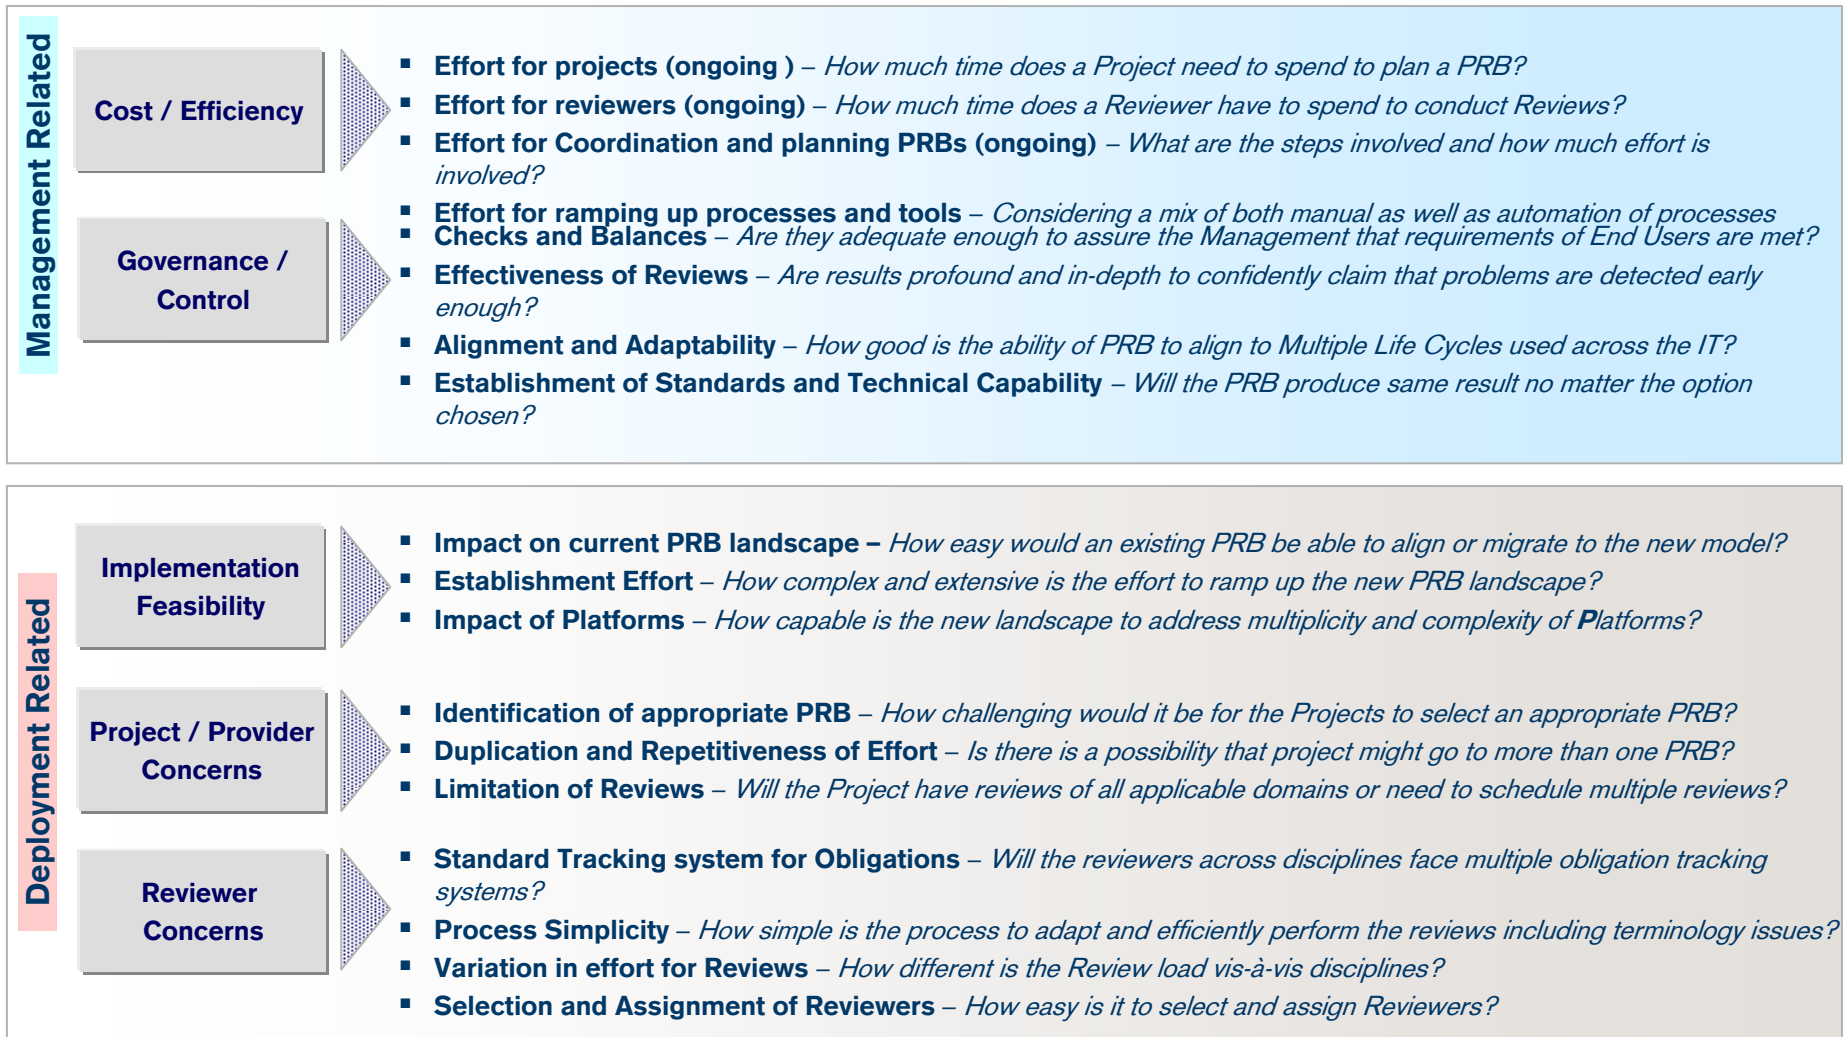 Management Related
Cost / Efficiency
▪ Effort for projects (ongoing ) – How much time does a Project need to spend to plan a PRB?
▪ Effort for reviewers (ongoing) – How much time does a Reviewer have to spend to conduct Reviews?
▪ Effort for Coordination and planning PRBs (ongoing) – What are the steps involved and how much effort is
involved?
▪ Effort for ramping up processes and tools – Considering a mix of both manual as well as automation of processes
Governance /
Control
▪ Checks and Balances – Are they adequate enough to assure the Management that requirements of End Users are met?
▪ Effectiveness of Reviews – Are results profound and in-depth to confidently claim that problems are detected early
enough?
▪ Alignment and Adaptability – How good is the ability of PRB to align to Multiple Life Cycles used across the IT?
▪ Establishment of Standards and Technical Capability – Will the PRB produce same result no matter the option
chosen?
Deployment Related
Implementation
Feasibility
▪ Impact on current PRB landscape – How easy would an existing PRB be able to align or migrate to the new model?
▪ Establishment Effort – How complex and extensive is the effort to ramp up the new PRB landscape?
▪ Impact of Platforms – How capable is the new landscape to address multiplicity and complexity of Platforms?
Project / Provider
Concerns
▪ Identification of appropriate PRB – How challenging would it be for the Projects to select an appropriate PRB?
▪ Duplication and Repetitiveness of Effort – Is there is a possibility that project might go to more than one PRB?
▪ Limitation of Reviews – Will the Project have reviews of all applicable domains or need to schedule multiple reviews?
Reviewer
Concerns
▪ Standard Tracking system for Obligations – Will the reviewers across disciplines face multiple obligation tracking
systems?
▪ Process Simplicity – How simple is the process to adapt and efficiently perform the reviews including terminology issues?
▪ Variation in effort for Reviews – How different is the Review load vis-à-vis disciplines?
▪ Selection and Assignment of Reviewers – How easy is it to select and assign Reviewers?